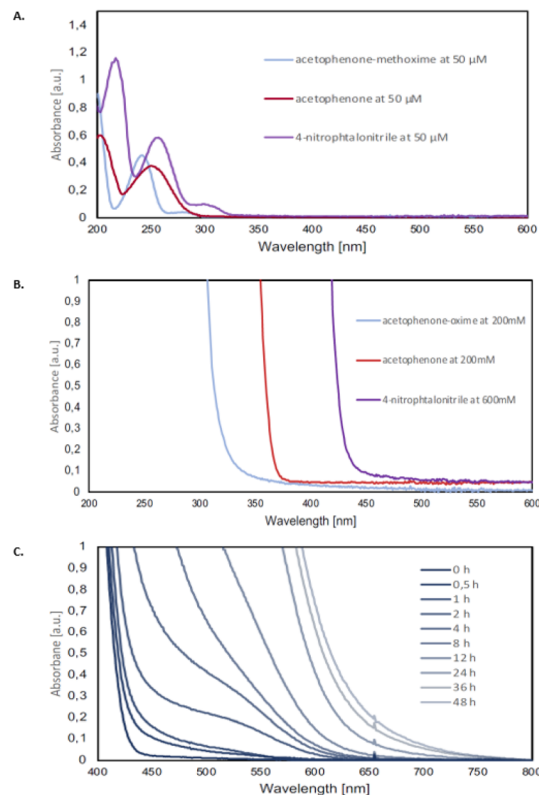 A.
1,4
1,2
1
0,8
0,6
0,4
0,2
0
Absorbance [a.u.]
acetophenone-methoxime at 50 µM
acetophenone at 50 µM
4-nitrophtalonitrile at 50 µM
200 250 300 350 400 450 500 550 600
Wavelength [nm]
B.
1
0,9
0,8
0,7
0,6
0,5
0,4
0,3
0,2
0,1
0
Absorbance [a.u.]
acetophenone-oxime at 200mM
acetophenone at 200mM
4-nitrophtalonitrile at 600mM
200 250 300 350 400 450 500 550 600
Wavelength [nm]
C.
1
0,9
0,8
0,7
0,6
0,5
0,4
0,3
0,2
0,1
0
Absorbane [a.u.]
0 h
0,5 h
1 h
2 h
4 h
8 h
12 h
24 h
36 h
48 h
400 450 500 550 600 650 700 750 800
Wavelength [nm]